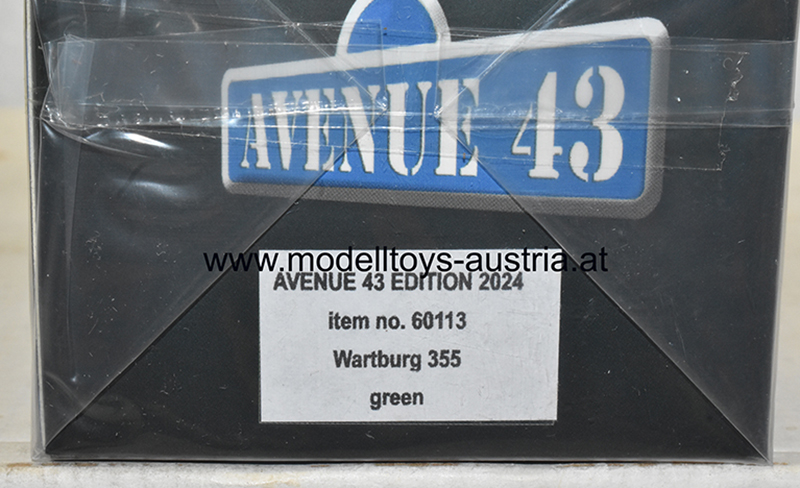 AVENUE 43
www.modelltoys-austria.at
AVENUE 43 EDITION 2024
item no. 60113
Wartburg 355
green